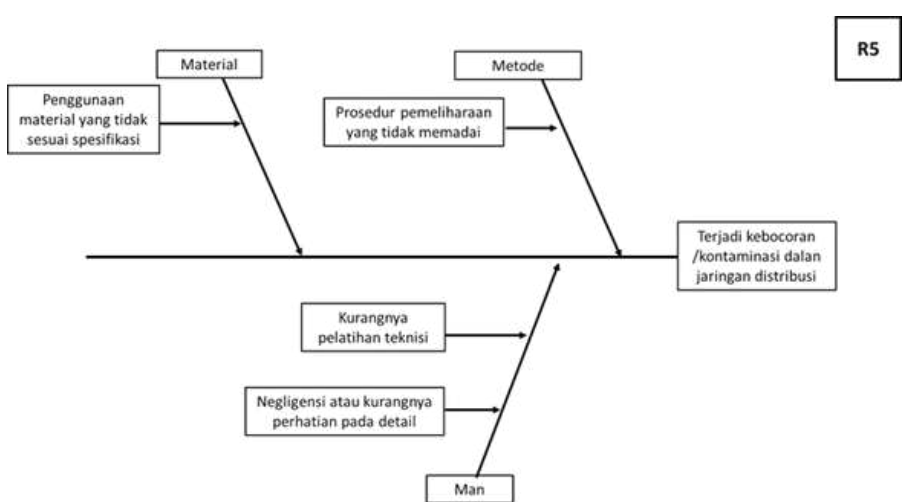 R5
Material
Metode
Penggunaan
material yang tidak
sesuai spesifikasi
Prosedur pemeliharaan
yang tidak memadai
Terjadi kebocoran
/kontaminasi dalan
jaringan distribusi
Kurangnya
pelatihan teknisi
Negligensi atau kurangnya
perhatian pada detail
Man